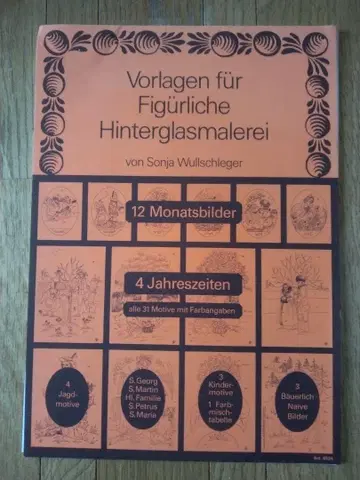 Vorlagen für
Figürliche
Hinterglasmalerei
von Sonja Wullschleger
12 Monatsbilder
4 Jahreszeiten
alle 31 Motive mit Farbangaben
4
Jagd-
motive
S. Georg
S. Martin
Hl. Familie
S. Petrus
S. Maria
3
Kinder-
motive
1 Farb-
misch-
tabelle
3
Bäuerlich-
Naive
Bilder